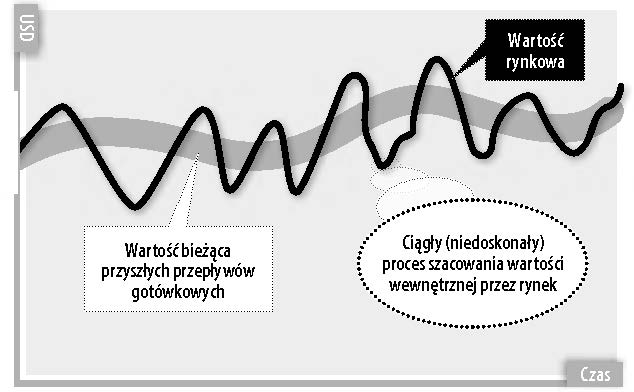 USD
Wartość
rynkowa
Wartość bieżąca
przyszłych przepływów
gotówkowych
Ciągły (niedoskonały)
proces szacowania wartości
wewnętrznej przez rynek
Czas